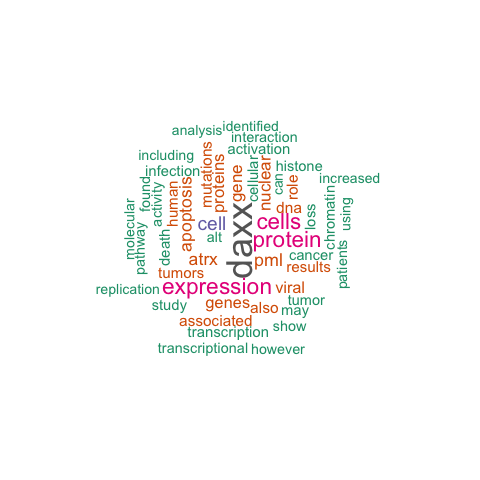 analysis
identified
interaction
activation
including
infection
mutations
proteins
gene
cellular
nuclear
can
histone
role
increased
molecular
pathway
found
activity
human
apoptosis
death
cell
alt
daxx
cells
dna
protein
loss
chromatin
using
patients
atrx
tumors
pml
cancer
results
replication
expression
viral
study
genes
also
tumor
may
associated
transcription
show
transcriptional
however